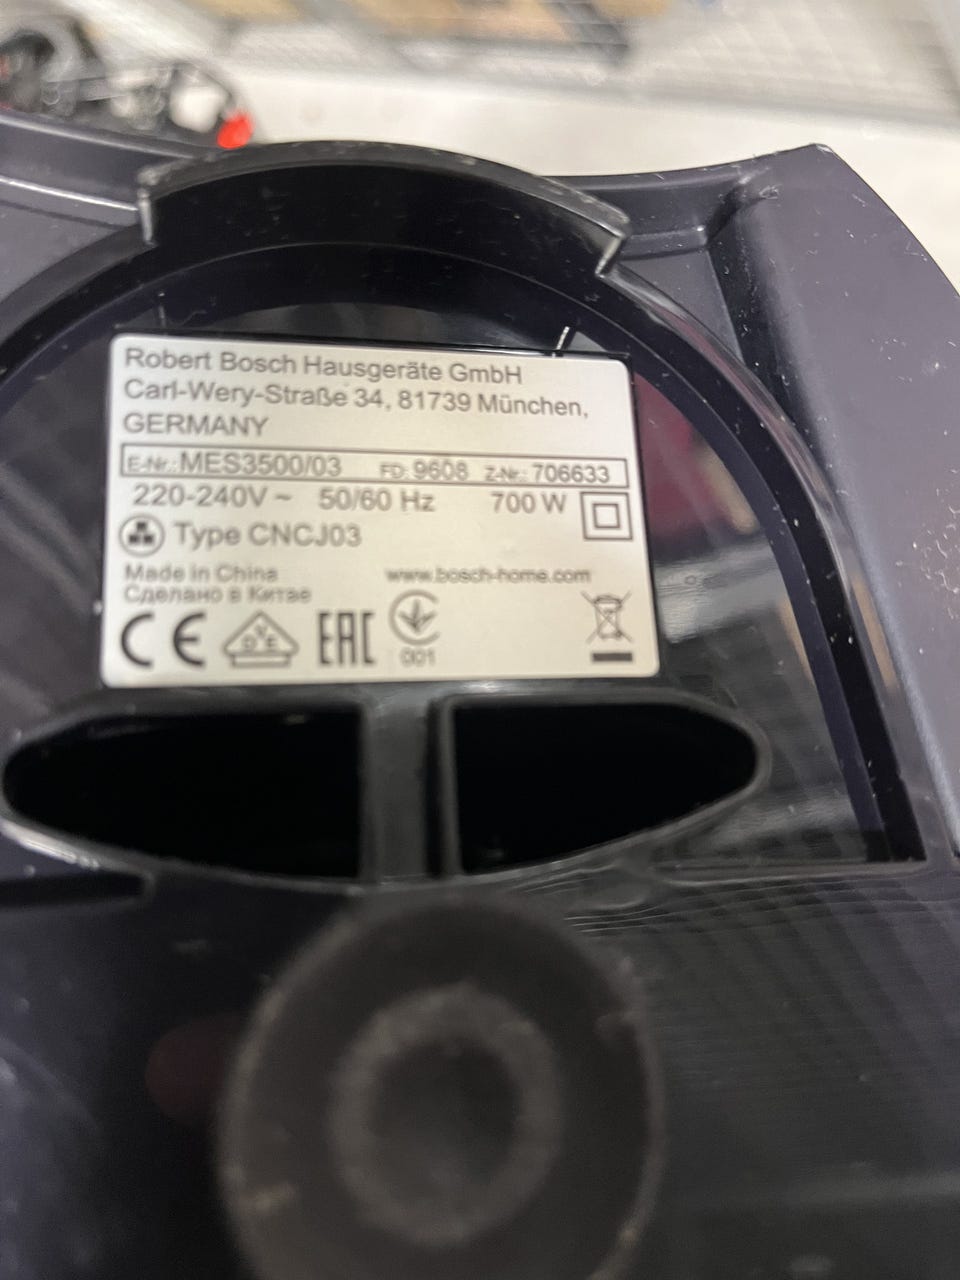 Robert Bosch Hausgeräte GmbH
Carl-Wery-Straße 34, 81739 München,
GERMANY
E-Nr.: MES3500/03 FD: 9608 Z-Nr.: 706633
220-240V ~ 50/60 Hz 700 W
Type CNCJ03
Made in China www.bosch-home.com
Сделано в Китае
CE DVE EAC 001